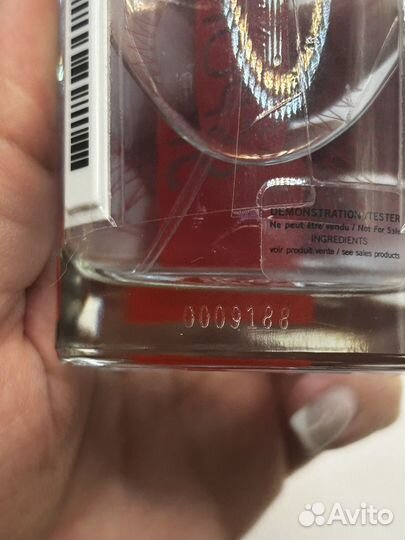 DEMONSTRATION/TESTER
Ne peut être vendu / Not For Sale
INGREDIENTS
voir produit vente / see sales products
0009188
Avito